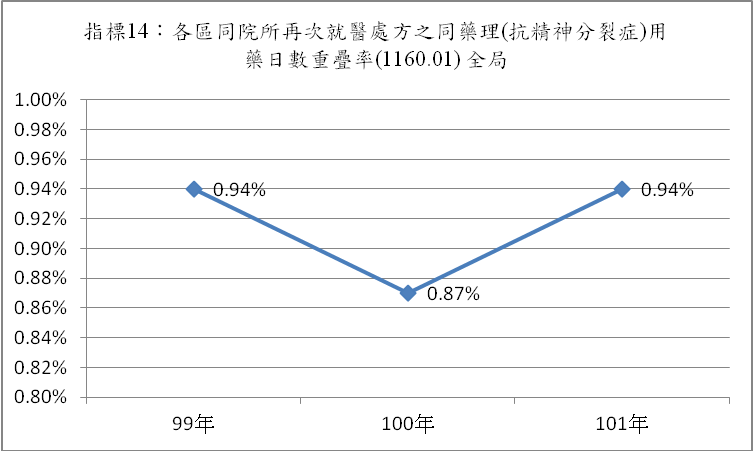 指標14：各區同院所再次就醫處方之同藥理(抗精神分裂症)用
藥日數重疊率(1160.01) 全局
1.00%
0.98%
0.96%
0.94%
0.92%
0.90%
0.88%
0.86%
0.84%
0.82%
0.80%
0.94%
0.87%
0.94%
99年
100年
101年